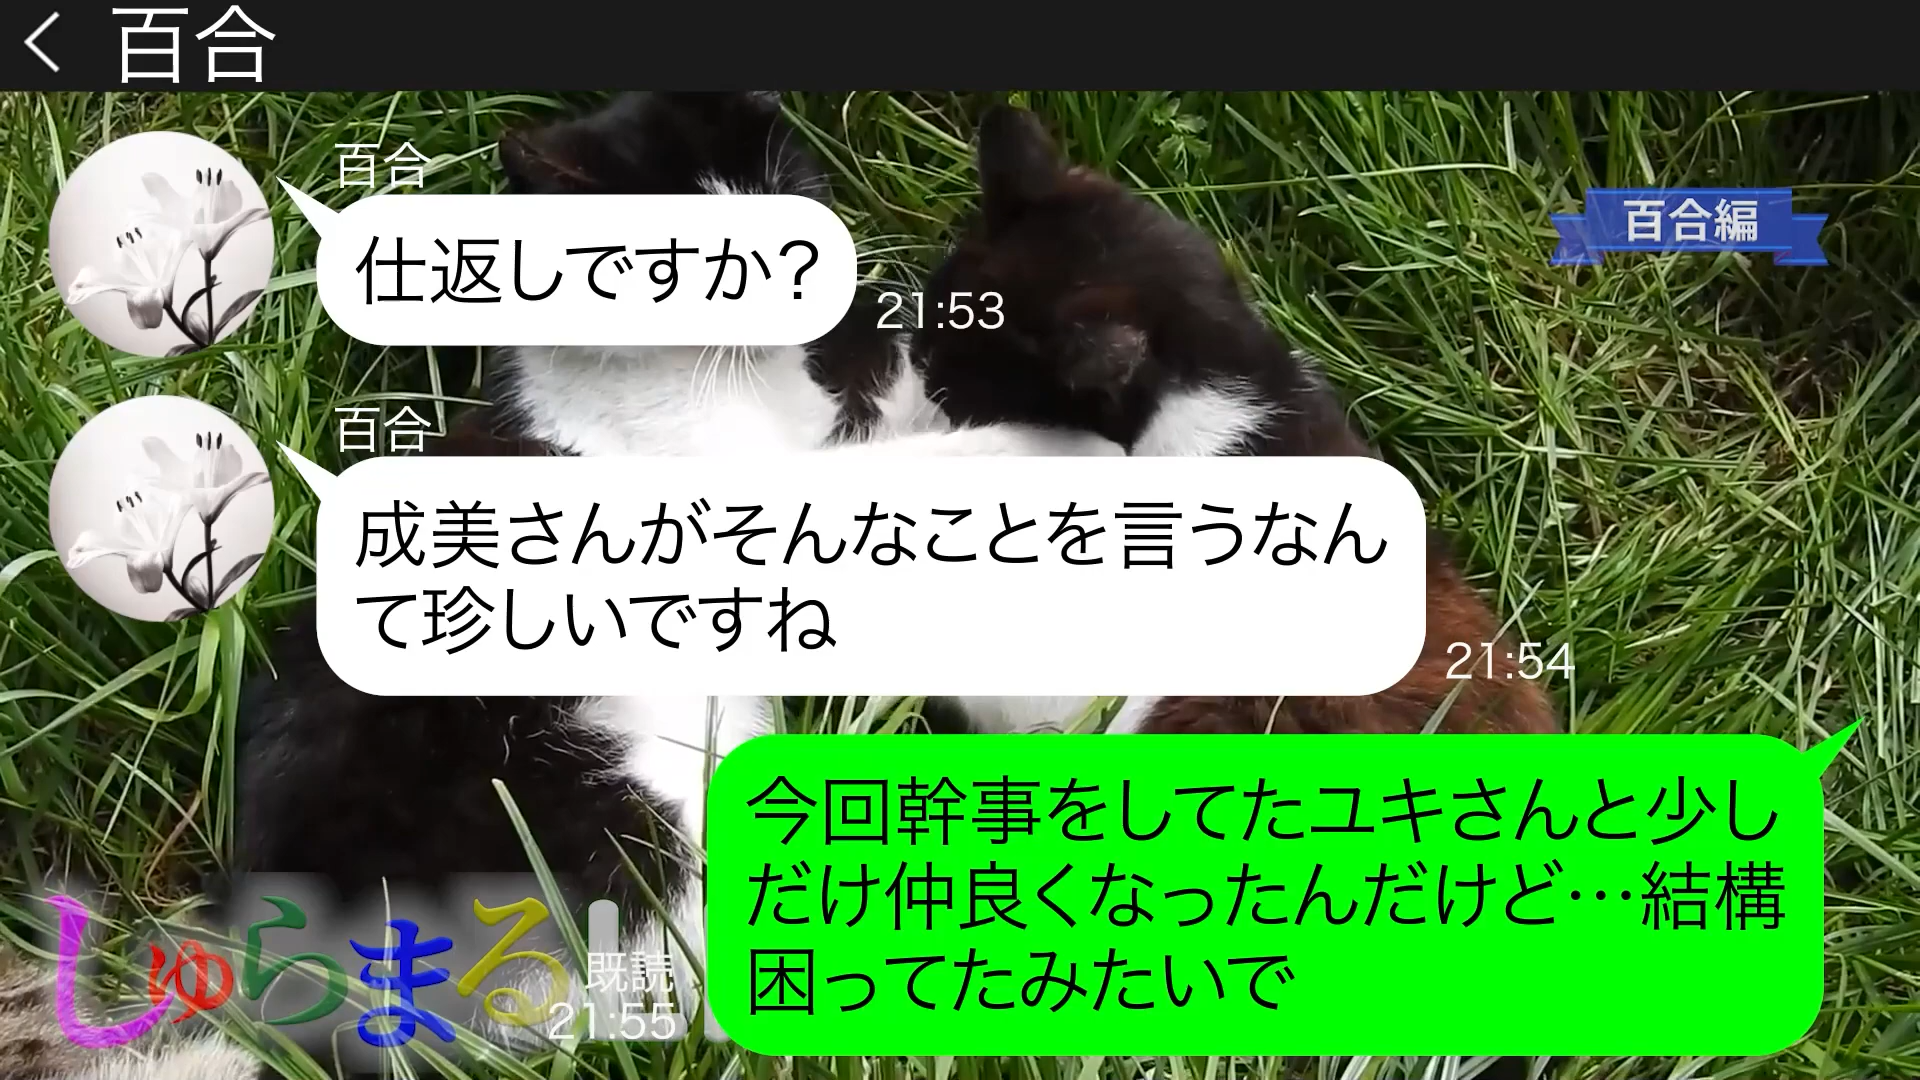 百合
百合編
百合
仕返しですか？
21:53
百合
成美さんがそんなことを言うなん
て珍しいですね
21:54
今回幹事をしてたユキさんと少し
だけ仲良くなったんだけど…結構
困ってたみたいで
既読
21:55
しゅらまる